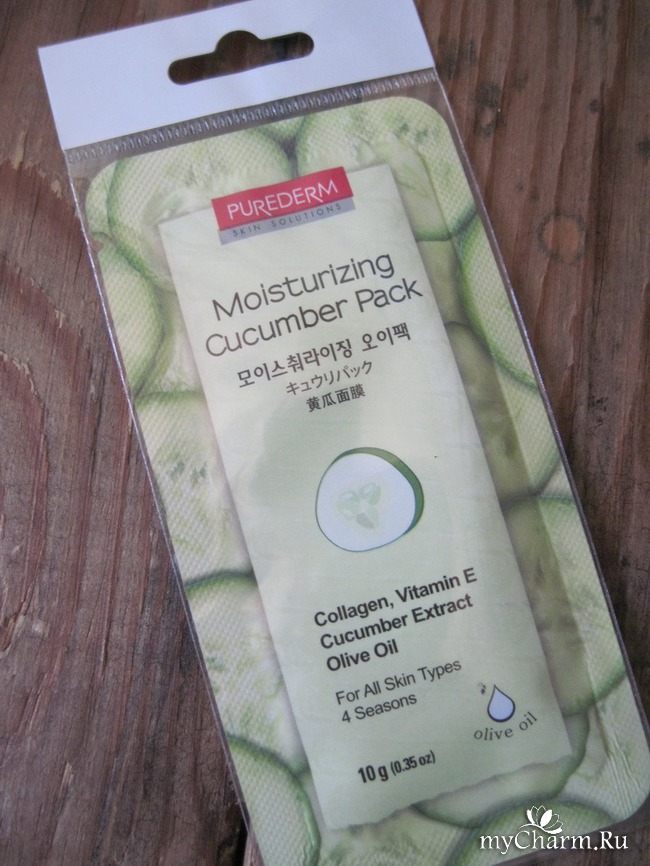 PUREDERM
SKIN SOLUTIONS
Moisturizing
Cucumber Pack
모이스춰라이징 오이팩
キュウリパック
黄瓜面膜
Collagen, Vitamin E
Cucumber Extract
Olive Oil
For All Skin Types
4 Seasons
olive oil
10 g (0.35 oz)
myCharm.Ru